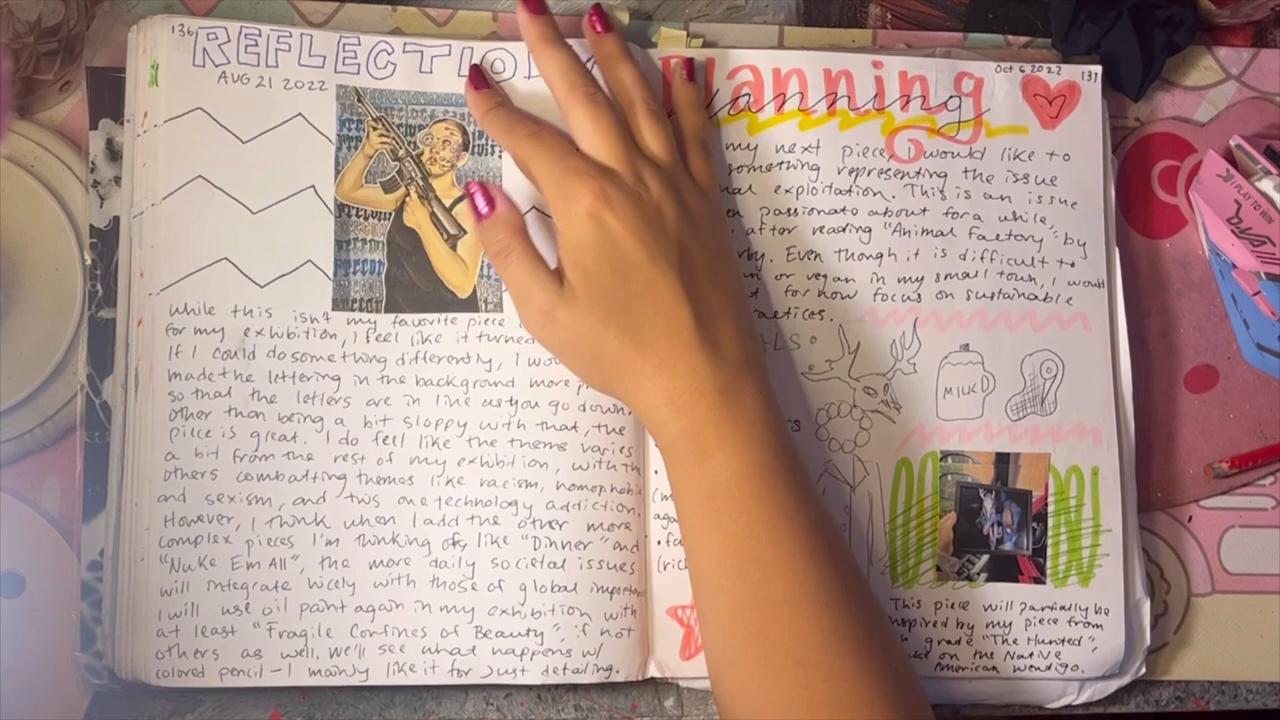 136
REFLECTION
AUG 21 2022
While this isn't my favorite piece
for my exhibition, I feel like it turned
If I could do something differently, I
made the lettering in the background more
so that the letters are in line as you go down.
Other than being a bit sloppy with that, the
piece is great. I do feel like the theme varies
a bit from the rest of my exhibition, with the
others combatting themes like racism, homophobia
and sexism, and this one technology addiction.
However, I think when I add the other more
complex pieces I'm thinking of, like "Dinner" and
"Nuke Em All", the more daily societal issues
will integrate nicely with those of global
I will use oil paint again in my exhibition with
at least "Fragile Confines of Beauty", if not
others as well. We'll see what happens w/
colored pencil - I mainly like it for just detailing.
Oct 6 2022
137
Planning
Planning
my next piece, I would like to
something representing the issue
exploitation. This is an issue
passionate about for a while,
after reading "Animal Factory" by
Even though it is difficult to
or vegan in my small town, I would
for now focus on sustainable
MILK
This piece will partially be
inspired by my piece from
grade "The Hunted",
on the Native
American Wendigo.
I PLAY TO WIN